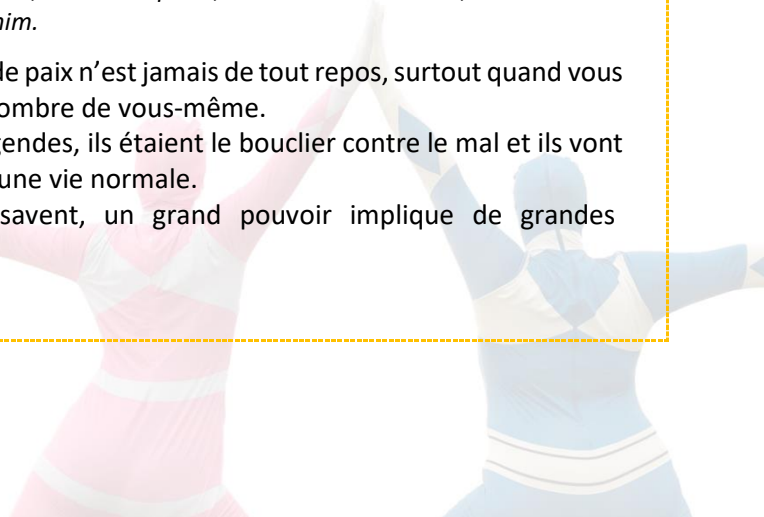 nim.
de paix n’est jamais de tout repos, surtout quand vous
ombre de vous-même.
gendes, ils étaient le bouclier contre le mal et ils vont
une vie normale.
savent, un grand pouvoir implique de grandes